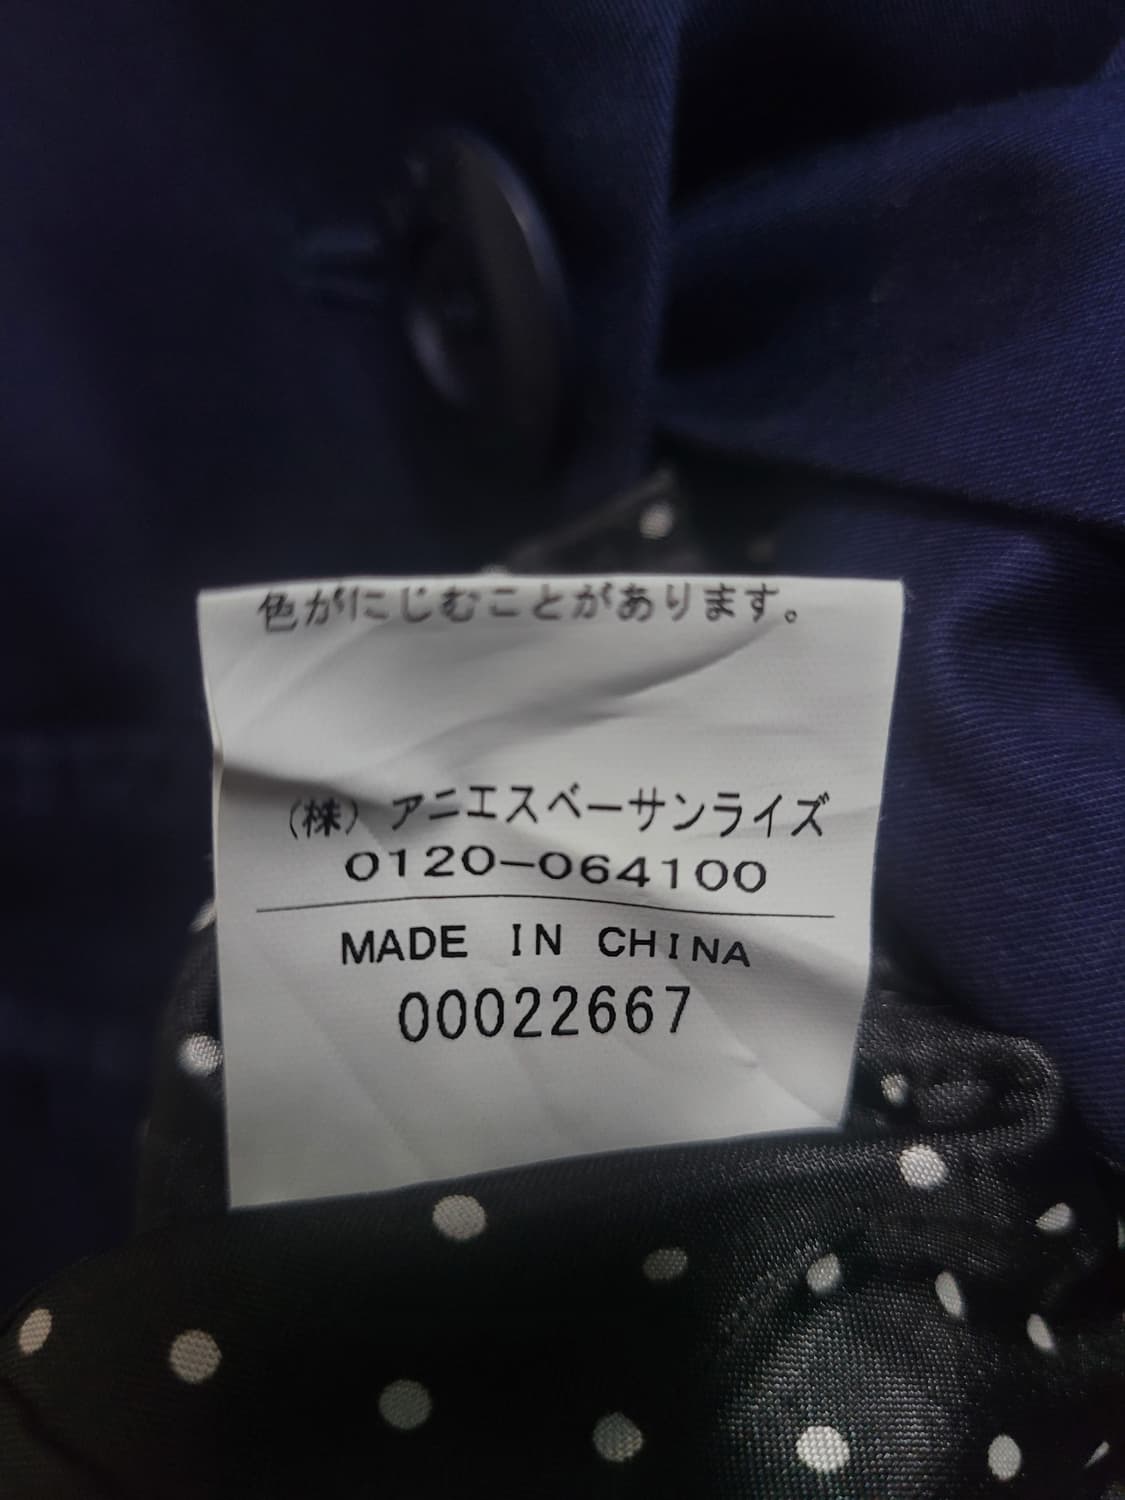 色がにじむことがあります。
(株) アニエスベーサンライズ
0120-064100
MADE IN CHINA
00022667